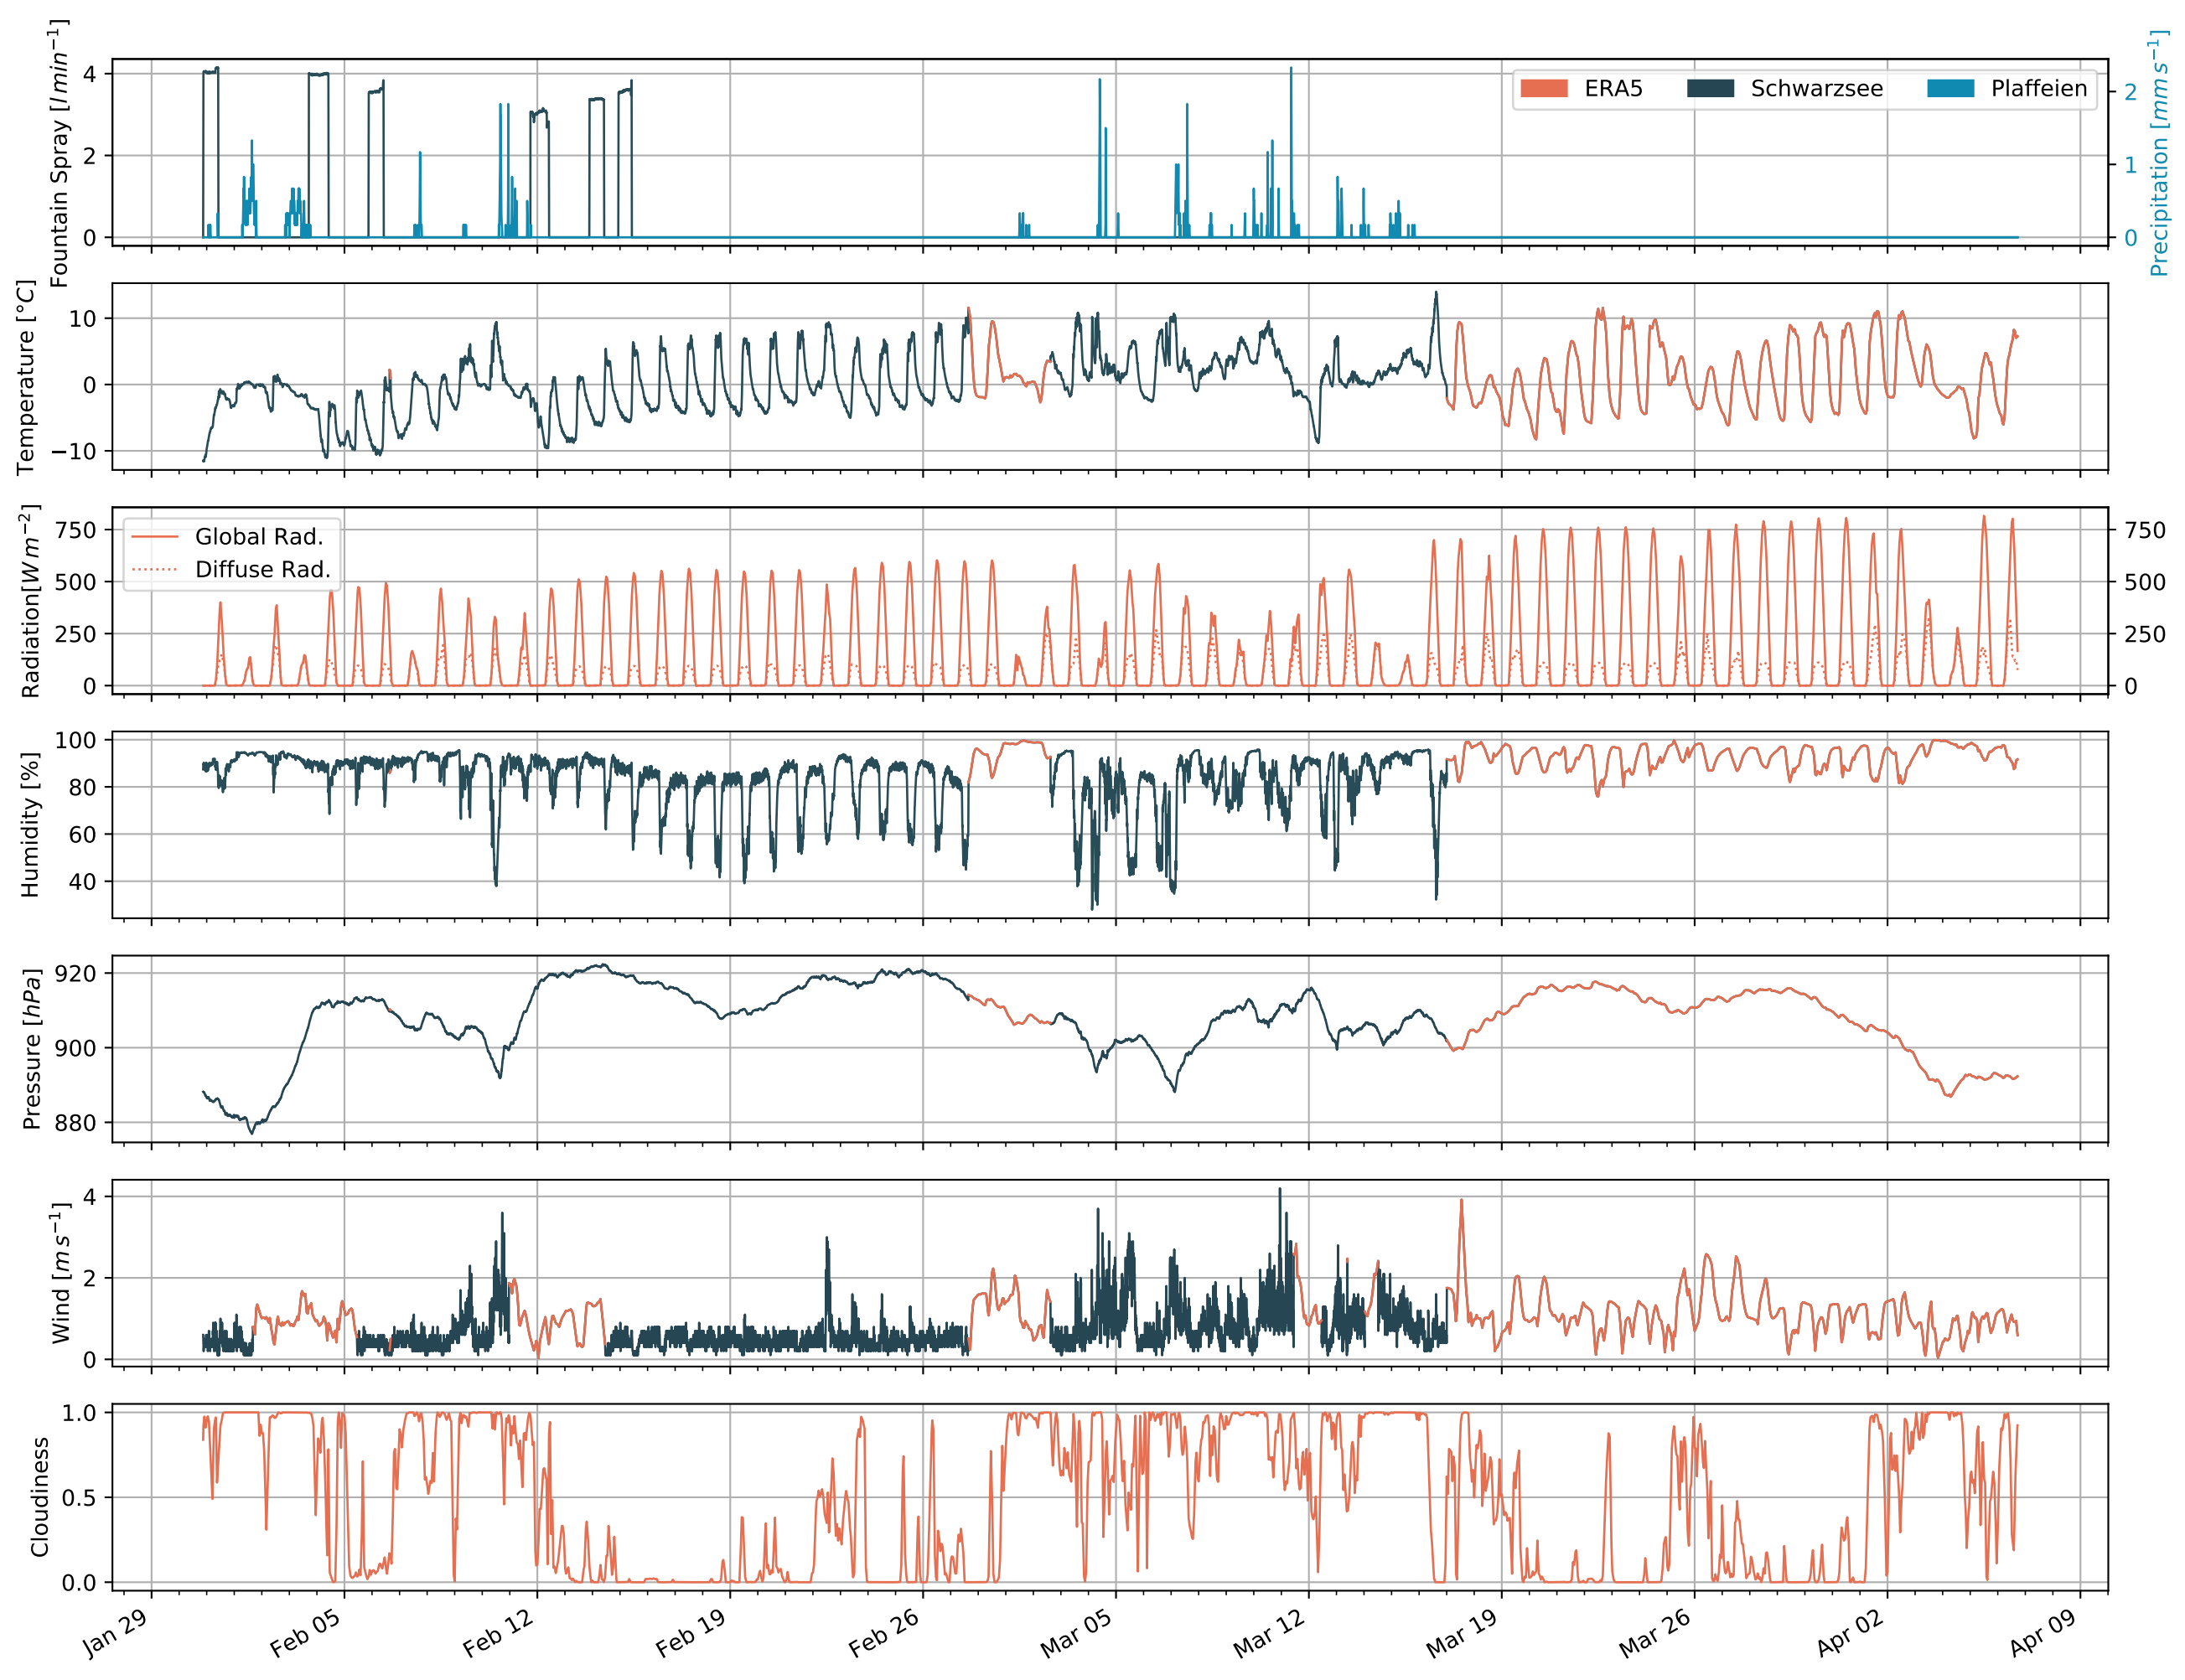 Fountain Spray [l min⁻¹]
4
2
0
ERA5 Schwarzsee Plaffeien
2
1
0
Precipitation [mm s⁻¹]
Temperature [°C]
10
0
−10
Radiation[W m⁻²]
750
500
250
0
Global Rad.
Diffuse Rad.
750
500
250
0
Humidity [%]
100
80
60
40
Pressure [hPa]
920
900
880
Wind [m s⁻¹]
4
2
0
Cloudiness
1.0
0.5
0.0
Jan 29 Feb 05 Feb 12 Feb 19 Feb 26 Mar 05 Mar 12 Mar 19 Mar 26 Apr 02 Apr 09